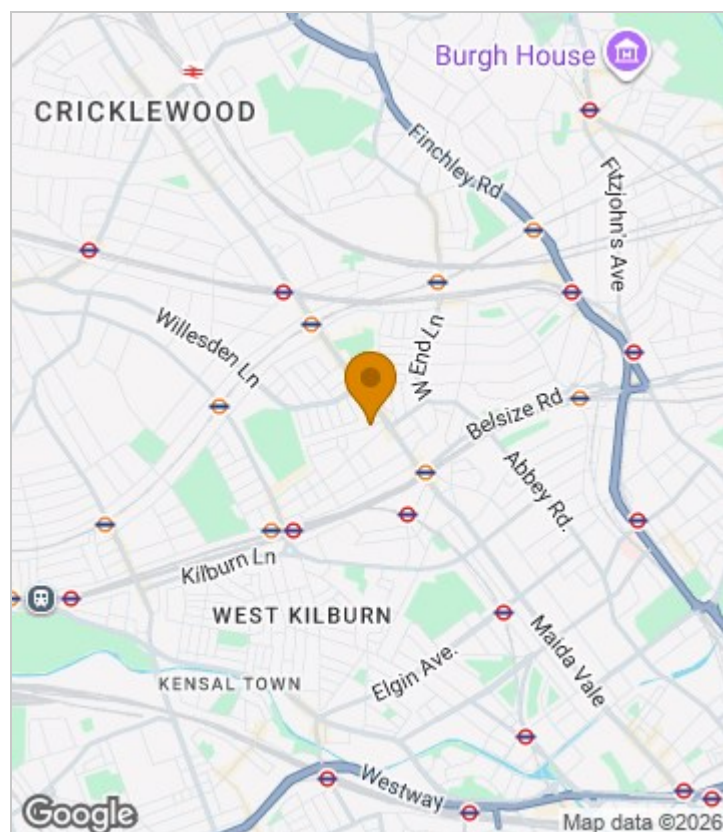 Burgh House
CRICKLEWOOD
Finchley Rd
Fitzjohn's Ave
Willesden Ln
W End Ln
Belsize Rd
Abbey Rd.
Kilburn Ln
WEST KILBURN
Maida Vale
Elgin Ave.
KENSAL TOWN
Westway
Google
Map data ©2026